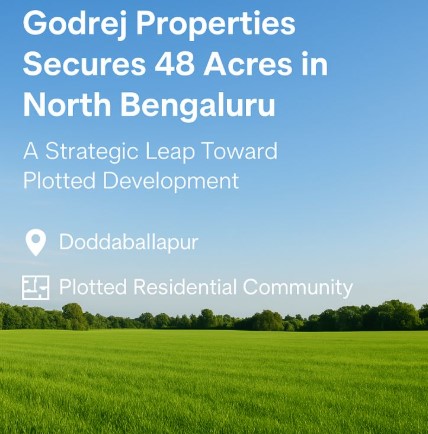 Godrej Properties
Secures 48 Acres in
North Bengaluru
A Strategic Leap Toward
Plotted Development
Doddaballapur
Plotted Residential Community